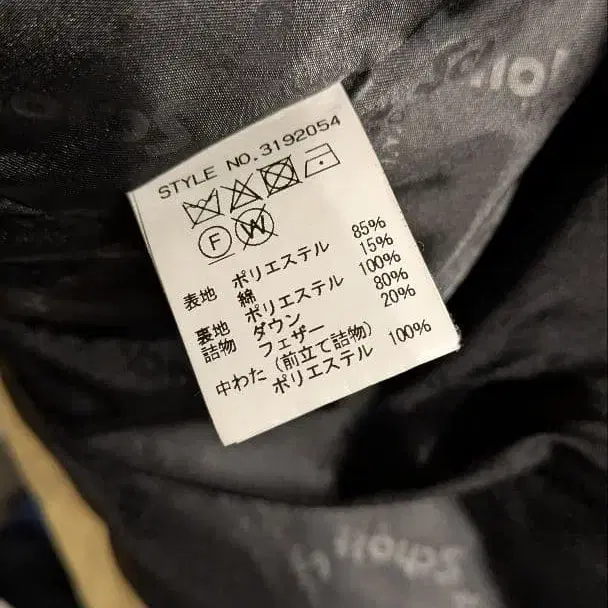 STYLE NO.3192054
F W
表地 ポリエステル 85%
綿 15%
裏地 ポリエステル 100%
詰物 ダウン 80%
フェザー 20%
中わた (前立て詰物)
ポリエステル 100%
Schott